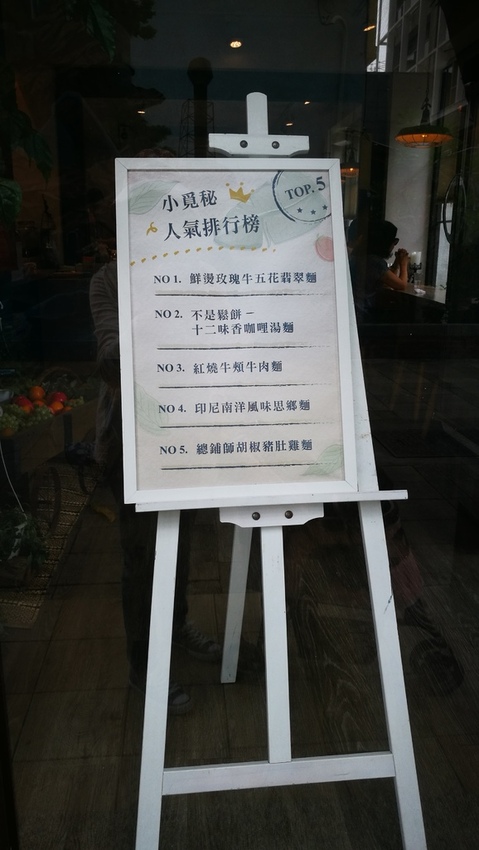 小覓秘
人氣排行榜
TOP. 5
NO 1. 鮮燙玫瑰牛五花翡翠麵
NO 2. 不是鬆餅－
十二味香咖哩湯麵
NO 3. 紅燒牛頰牛肉麵
NO 4. 印尼南洋風味思鄉麵
NO 5. 總鋪師胡椒豬肚雞麵